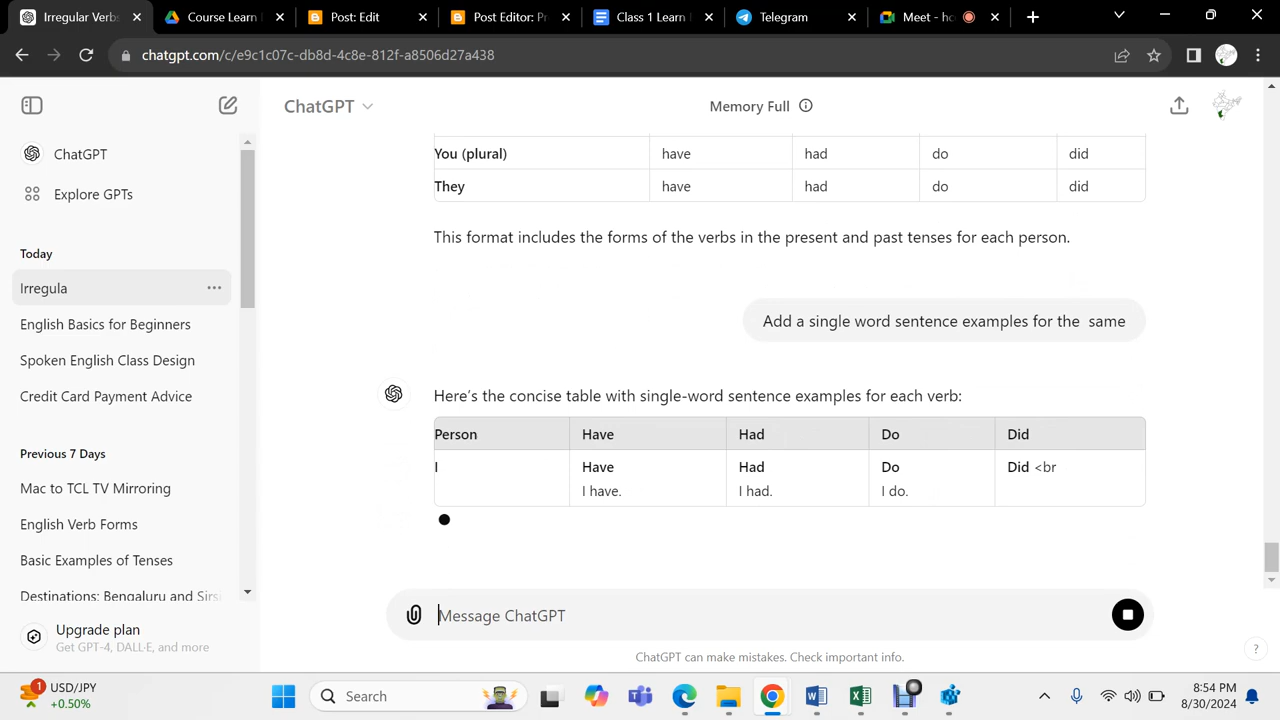 Irregular Verbs
Course Learn
Post: Edit
Post Editor: Pr
Class 1 Learn
Telegram
Meet - ho
chatgpt.com/c/e9c1c07c-db8d-4c8e-812f-a8506d27a438
ChatGPT
Memory Full
ChatGPT
Explore GPTs
Today
Irregula
English Basics for Beginners
Spoken English Class Design
Credit Card Payment Advice
Previous 7 Days
Mac to TCL TV Mirroring
English Verb Forms
Basic Examples of Tenses
Destinations: Bengaluru and Sirsi
Upgrade plan
Get GPT-4, DALL·E, and more
You (plural) have had do did
They have had do did
This format includes the forms of the verbs in the present and past tenses for each person.
Add a single word sentence examples for the  same
Here's the concise table with single-word sentence examples for each verb:
Person Have Had Do Did
I Have Had Do Did <br
I have. I had. I do.
Message ChatGPT
ChatGPT can make mistakes. Check important info.
?
1
USD/JPY
+0.50%
Search
8:54 PM
8/30/2024